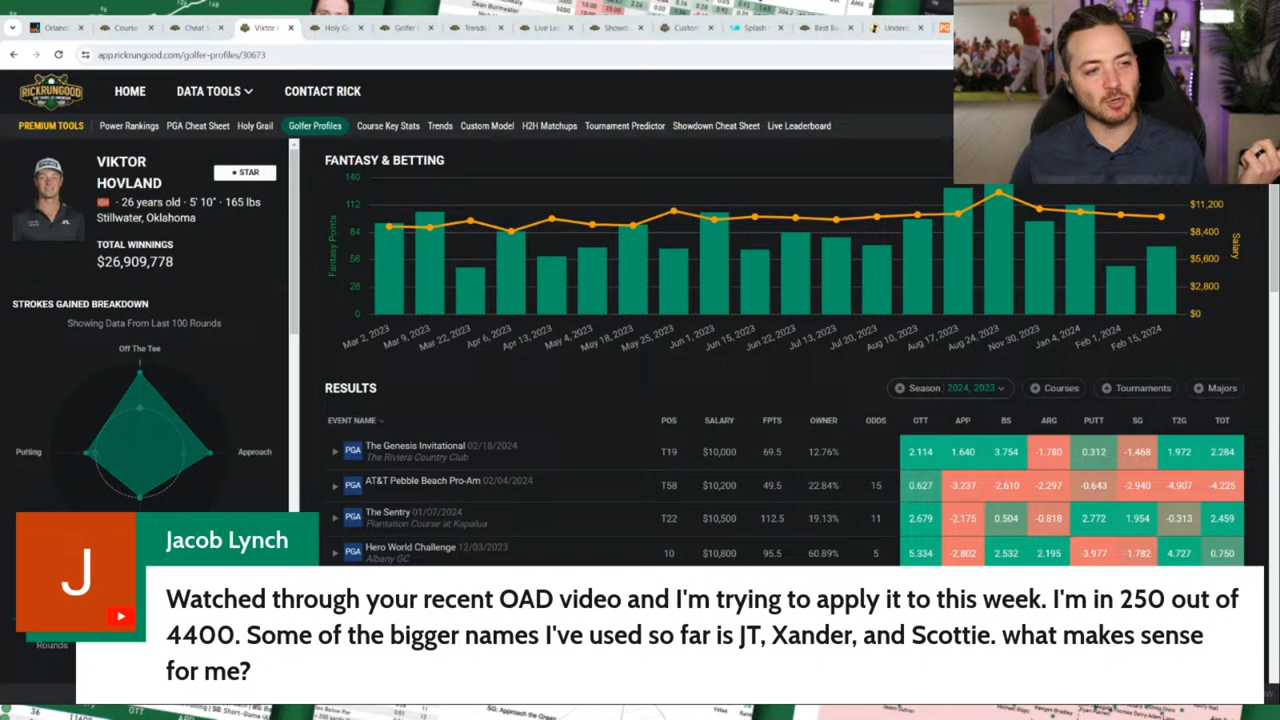 Orlando
Course
Cheat S
Viktor
Holy G
Golfer
Trends
Live Le
Showd
Custom
Splash
Best Ba
Under
app.rickrungood.com/golfer-profiles/30673
RICKRUNGOOD
HOME
DATA TOOLS
CONTACT RICK
PREMIUM TOOLS
Power Rankings
PGA Cheat Sheet
Holy Grail
Golfer Profiles
Course Key Stats
Trends
Custom Model
H2H Matchups
Tournament Predictor
Showdown Cheat Sheet
Live Leaderboard
VIKTOR
HOVLAND
★ STAR
· 26 years old · 5' 10" · 165 lbs
Stillwater, Oklahoma
TOTAL WINNINGS
$26,909,778
STROKES GAINED BREAKDOWN
Showing Data From Last 100 Rounds
Off The Tee
1
Putting
Approach
Rounds
FANTASY & BETTING
140
112
84
56
28
0
Fantasy Points
$11,200
$8,400
$5,600
$2,800
$0
Salary
Mar 2, 2023
Mar 9, 2023
Mar 22, 2023
Apr 6, 2023
Apr 13, 2023
May 4, 2023
May 18, 2023
May 25, 2023
Jun 1, 2023
Jun 15, 2023
Jun 22, 2023
Jul 13, 2023
Jul 20, 2023
Aug 10, 2023
Aug 17, 2023
Aug 24, 2023
Nov 30, 2023
Jan 4, 2024
Feb 1, 2024
Feb 15, 2024
RESULTS
Season 2024, 2023
Courses
Tournaments
Majors
EVENT NAME POS SALARY FPTS OWNER ODDS OTT APP BS ARG PUTT SG T2G TOT
PGA The Genesis Invitational 02/18/2024 T19 $10,000 69.5 12.76% 2.114 1.640 3.754 -1.780 0.312 -1.468 1.972 2.284
The Riviera Country Club
PGA AT&T Pebble Beach Pro-Am 02/04/2024 T58 $10,200 49.5 22.84% 15 0.627 -3.237 -2.610 -2.297 -0.643 -2.940 -4.907 -4.225
PGA The Sentry 01/07/2024 T22 $10,500 112.5 19.13% 11 2.679 -2.175 0.504 -0.818 2.772 1.954 -0.313 2.459
Plantation Course at Kapalua
PGA Hero World Challenge 12/03/2023 10 $10,800 95.5 60.89% 5 5.334 -2.802 2.532 2.195 -3.977 -1.782 4.727 0.750
Albany GC
J
Jacob Lynch
Watched through your recent OAD video and I'm trying to apply it to this week. I'm in 250 out of
4400. Some of the bigger names I've used so far is JT, Xander, and Scottie. what makes sense
for me?